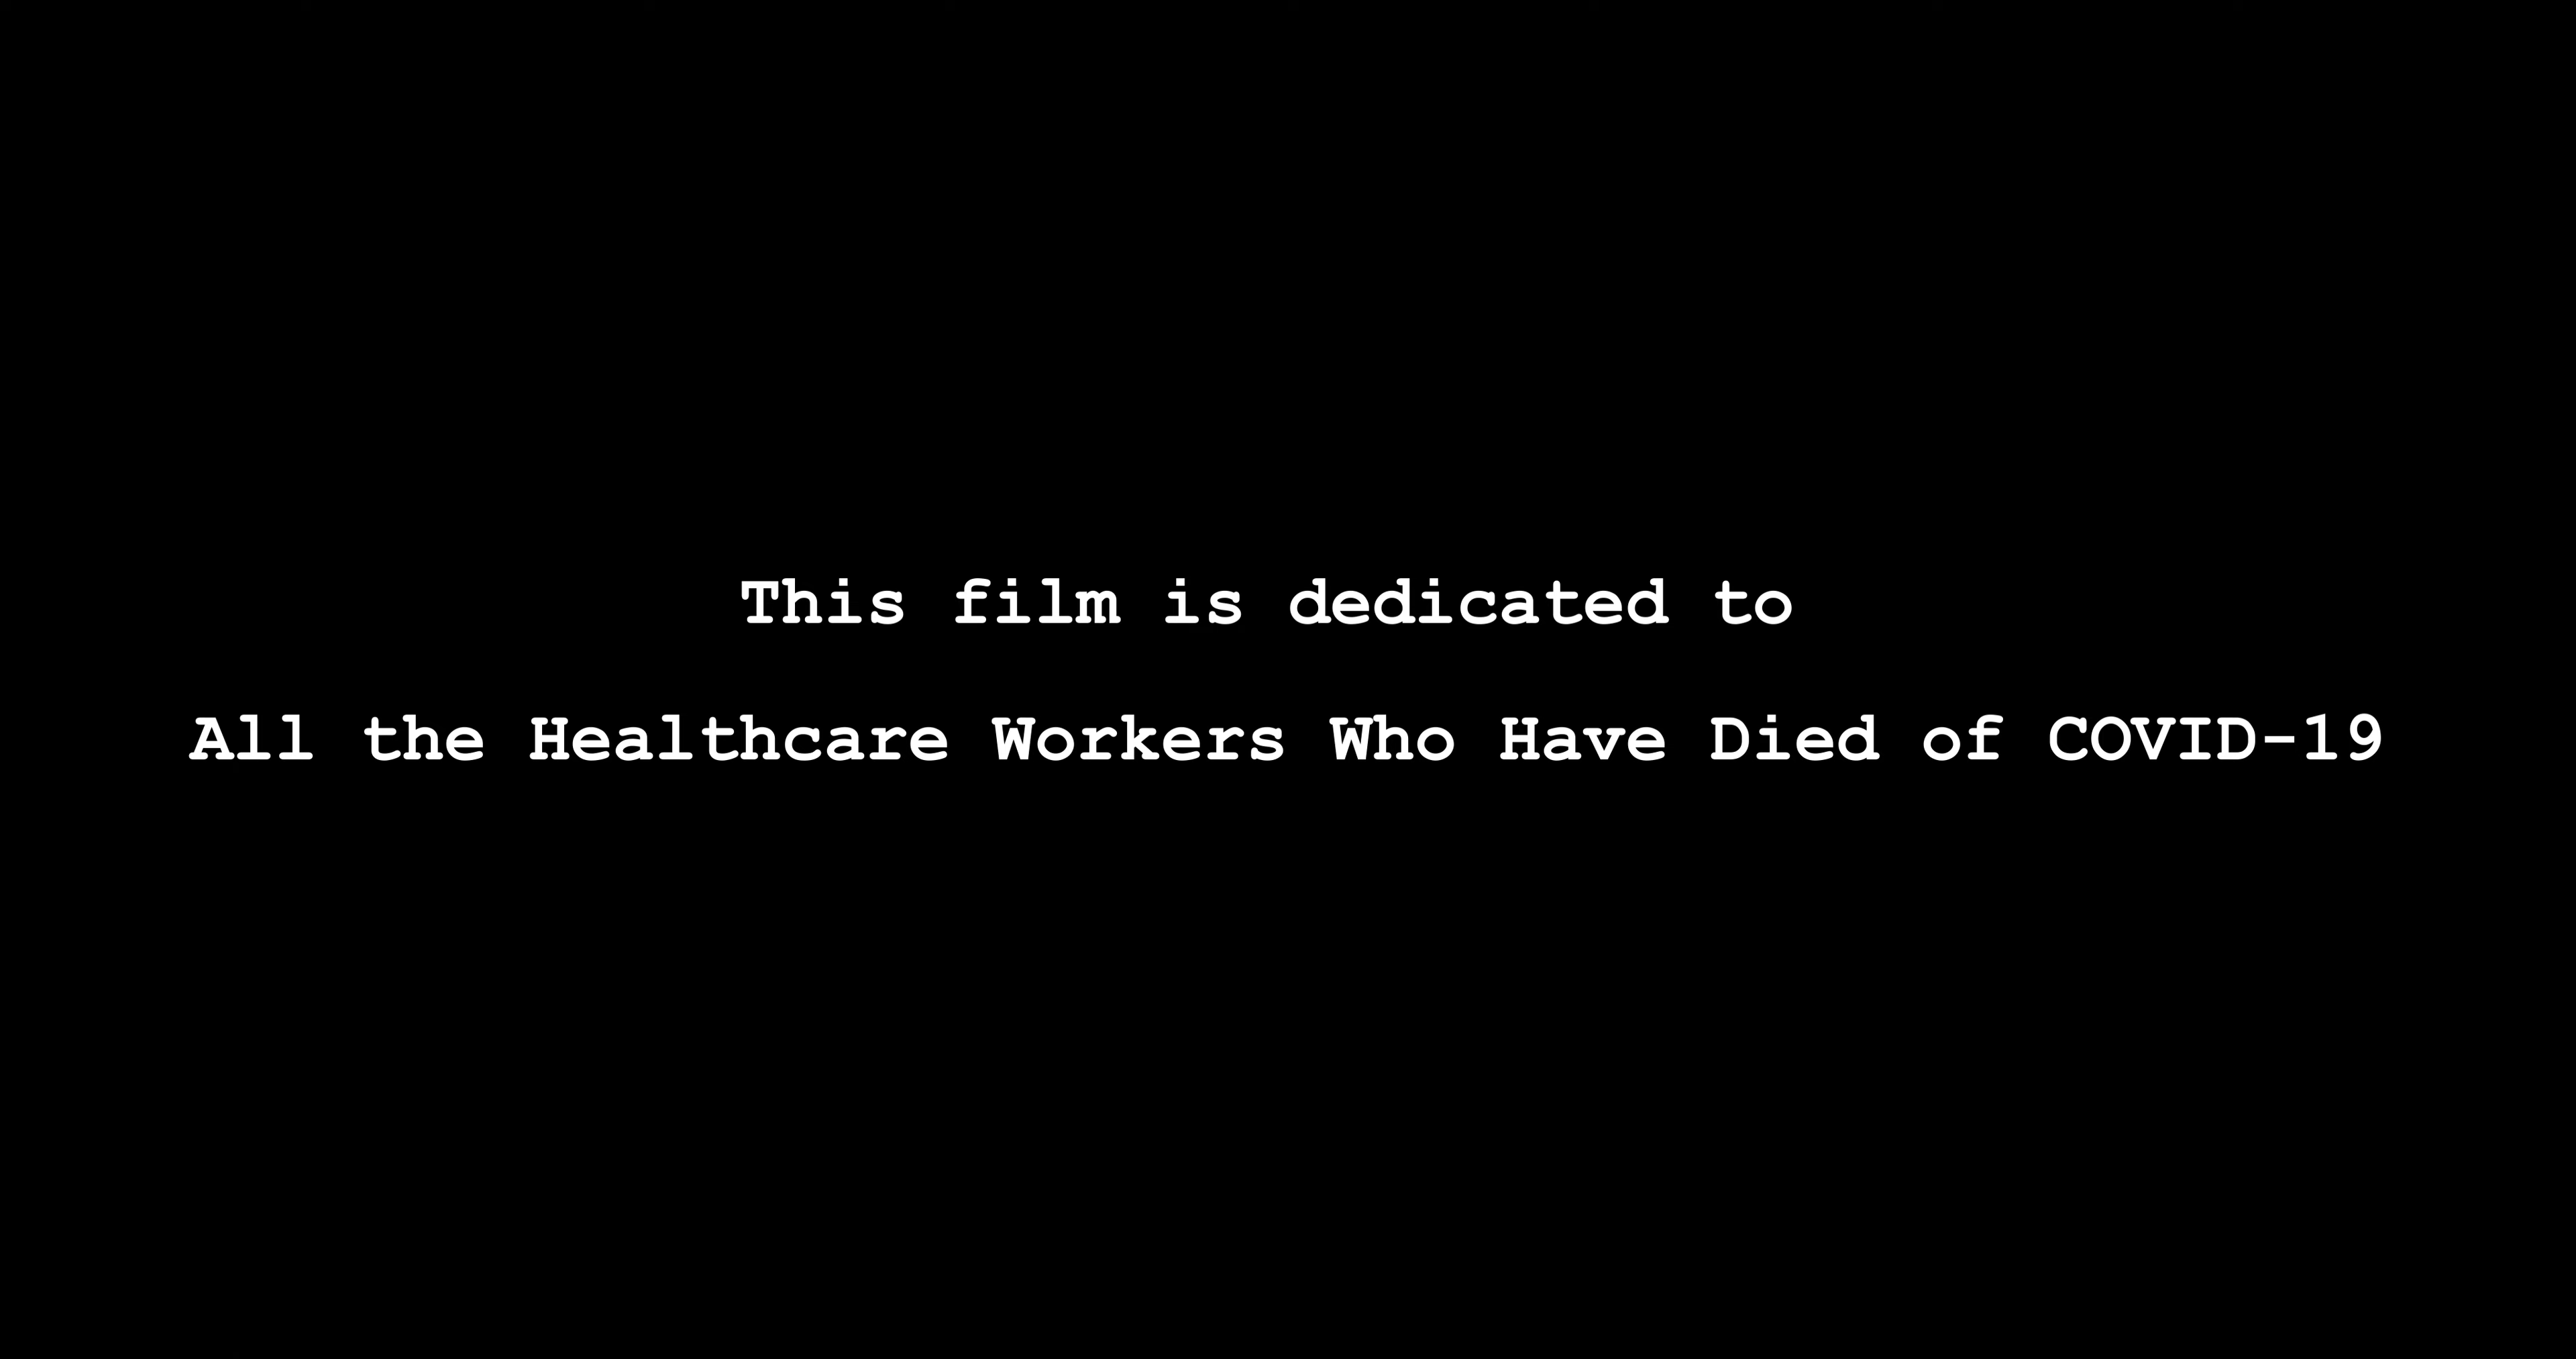 This film is dedicated to
All the Healthcare Workers Who Have Died of COVID-19